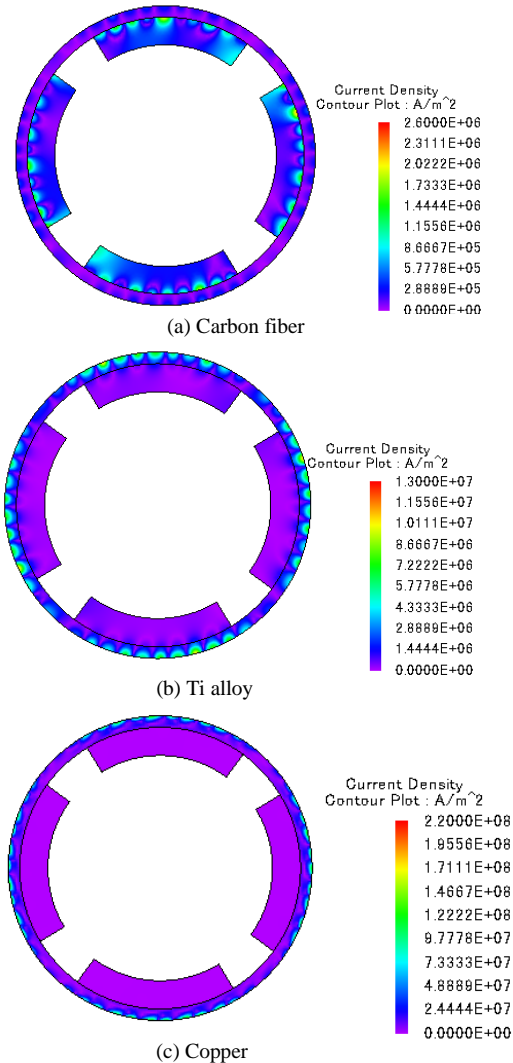 Current Density
Contour Plot : A/m^2
2.6000E+06
2.3111E+06
2.0222E+06
1.7333E+06
1.4444E+06
1.1556E+06
8.6667E+05
5.7778E+05
2.8889E+05
0.0000E+00
(a) Carbon fiber
Current Density
Contour Plot : A/m^2
1.3000E+07
1.1556E+07
1.0111E+07
8.6667E+06
7.2222E+06
5.7778E+06
4.3333E+06
2.8889E+06
1.4444E+06
0.0000E+00
(b) Ti alloy
Current Density
Contour Plot : A/m^2
2.2000E+08
1.9556E+08
1.7111E+08
1.4667E+08
1.2222E+08
9.7778E+07
7.3333E+07
4.8889E+07
2.4444E+07
0.0000E+00
(c) Copper